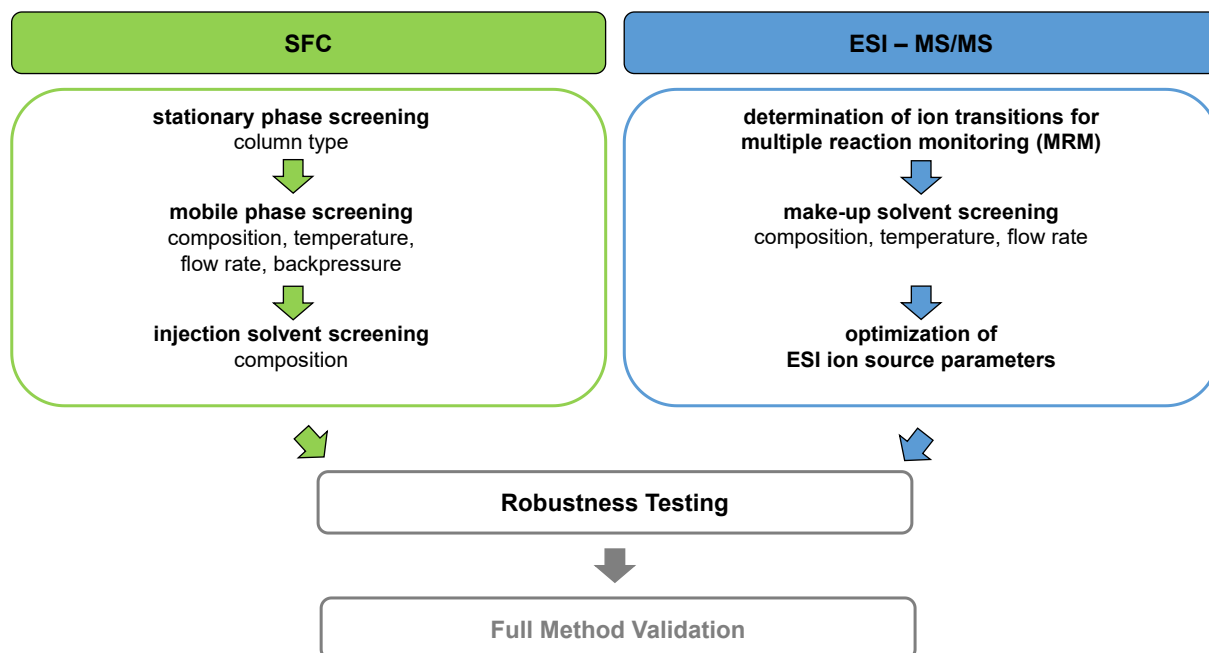 SFC
stationary phase screening
column type
mobile phase screening
composition, temperature,
flow rate, backpressure
injection solvent screening
composition
ESI – MS/MS
determination of ion transitions for
multiple reaction monitoring (MRM)
make-up solvent screening
composition, temperature, flow rate
optimization of
ESI ion source parameters
Robustness Testing
Full Method Validation